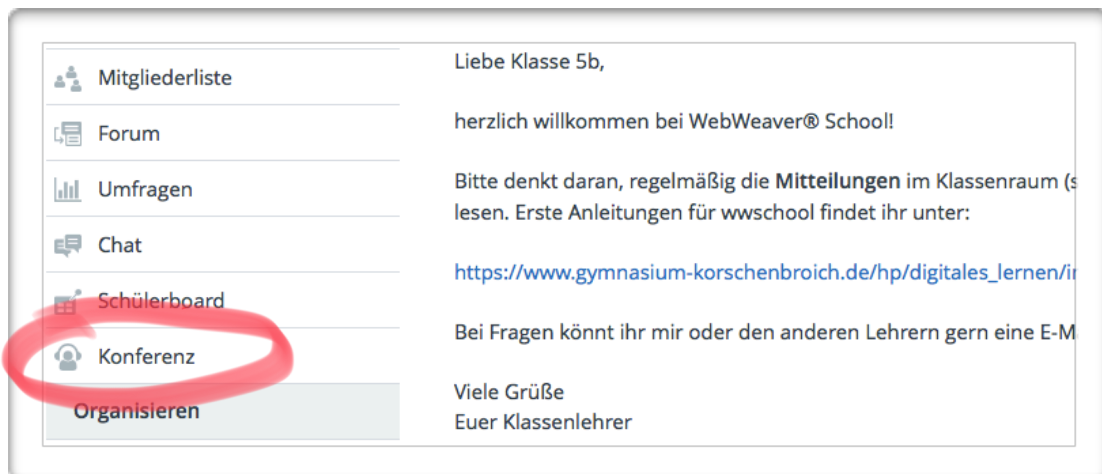 Mitgliederliste
Forum
Umfragen
Chat
Schülerboard
Konferenz
Organisieren
Liebe Klasse 5b,
herzlich willkommen bei WebWeaver® School!
Bitte denkt daran, regelmäßig die Mitteilungen im Klassenraum (s
lesen. Erste Anleitungen für wwschool findet ihr unter:
https://www.gymnasium-korschenbroich.de/hp/digitales_lernen/i
Bei Fragen könnt ihr mir oder den anderen Lehrern gern eine E-M
Viele Grüße
Euer Klassenlehrer